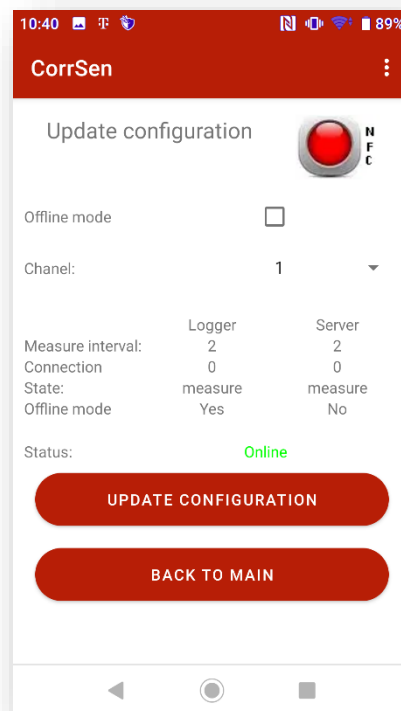 10:40 89%
CorrSen
Update configuration
NFC
Offline mode
Chanel: 1
Logger Server
Measure interval: 2 2
Connection 0 0
State: measure measure
Offline mode Yes No
Status: Online
UPDATE CONFIGURATION
BACK TO MAIN